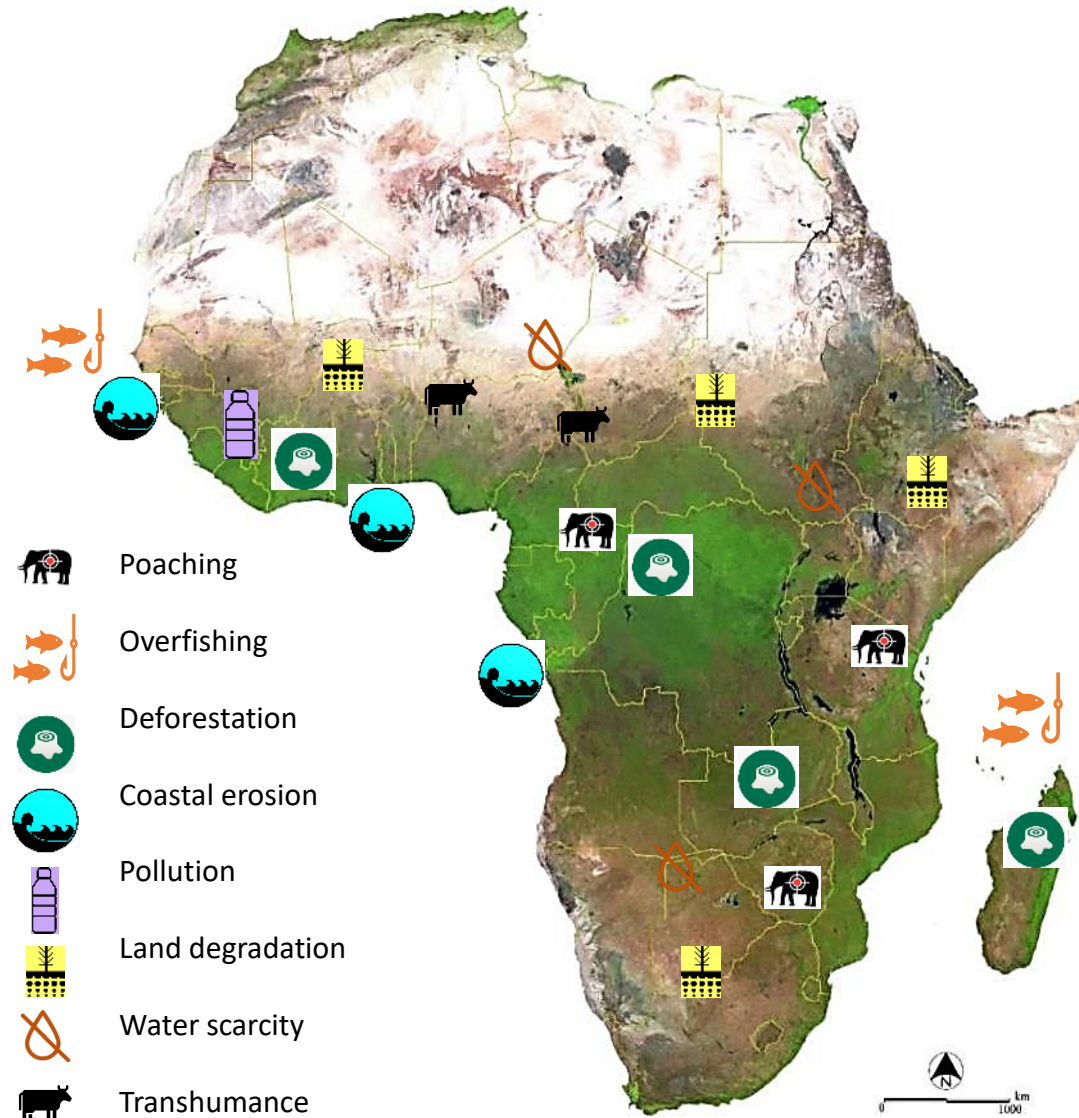 Poaching
Overfishing
Deforestation
Coastal erosion
Pollution
Land degradation
Water scarcity
Transhumance
N
km
0 1000